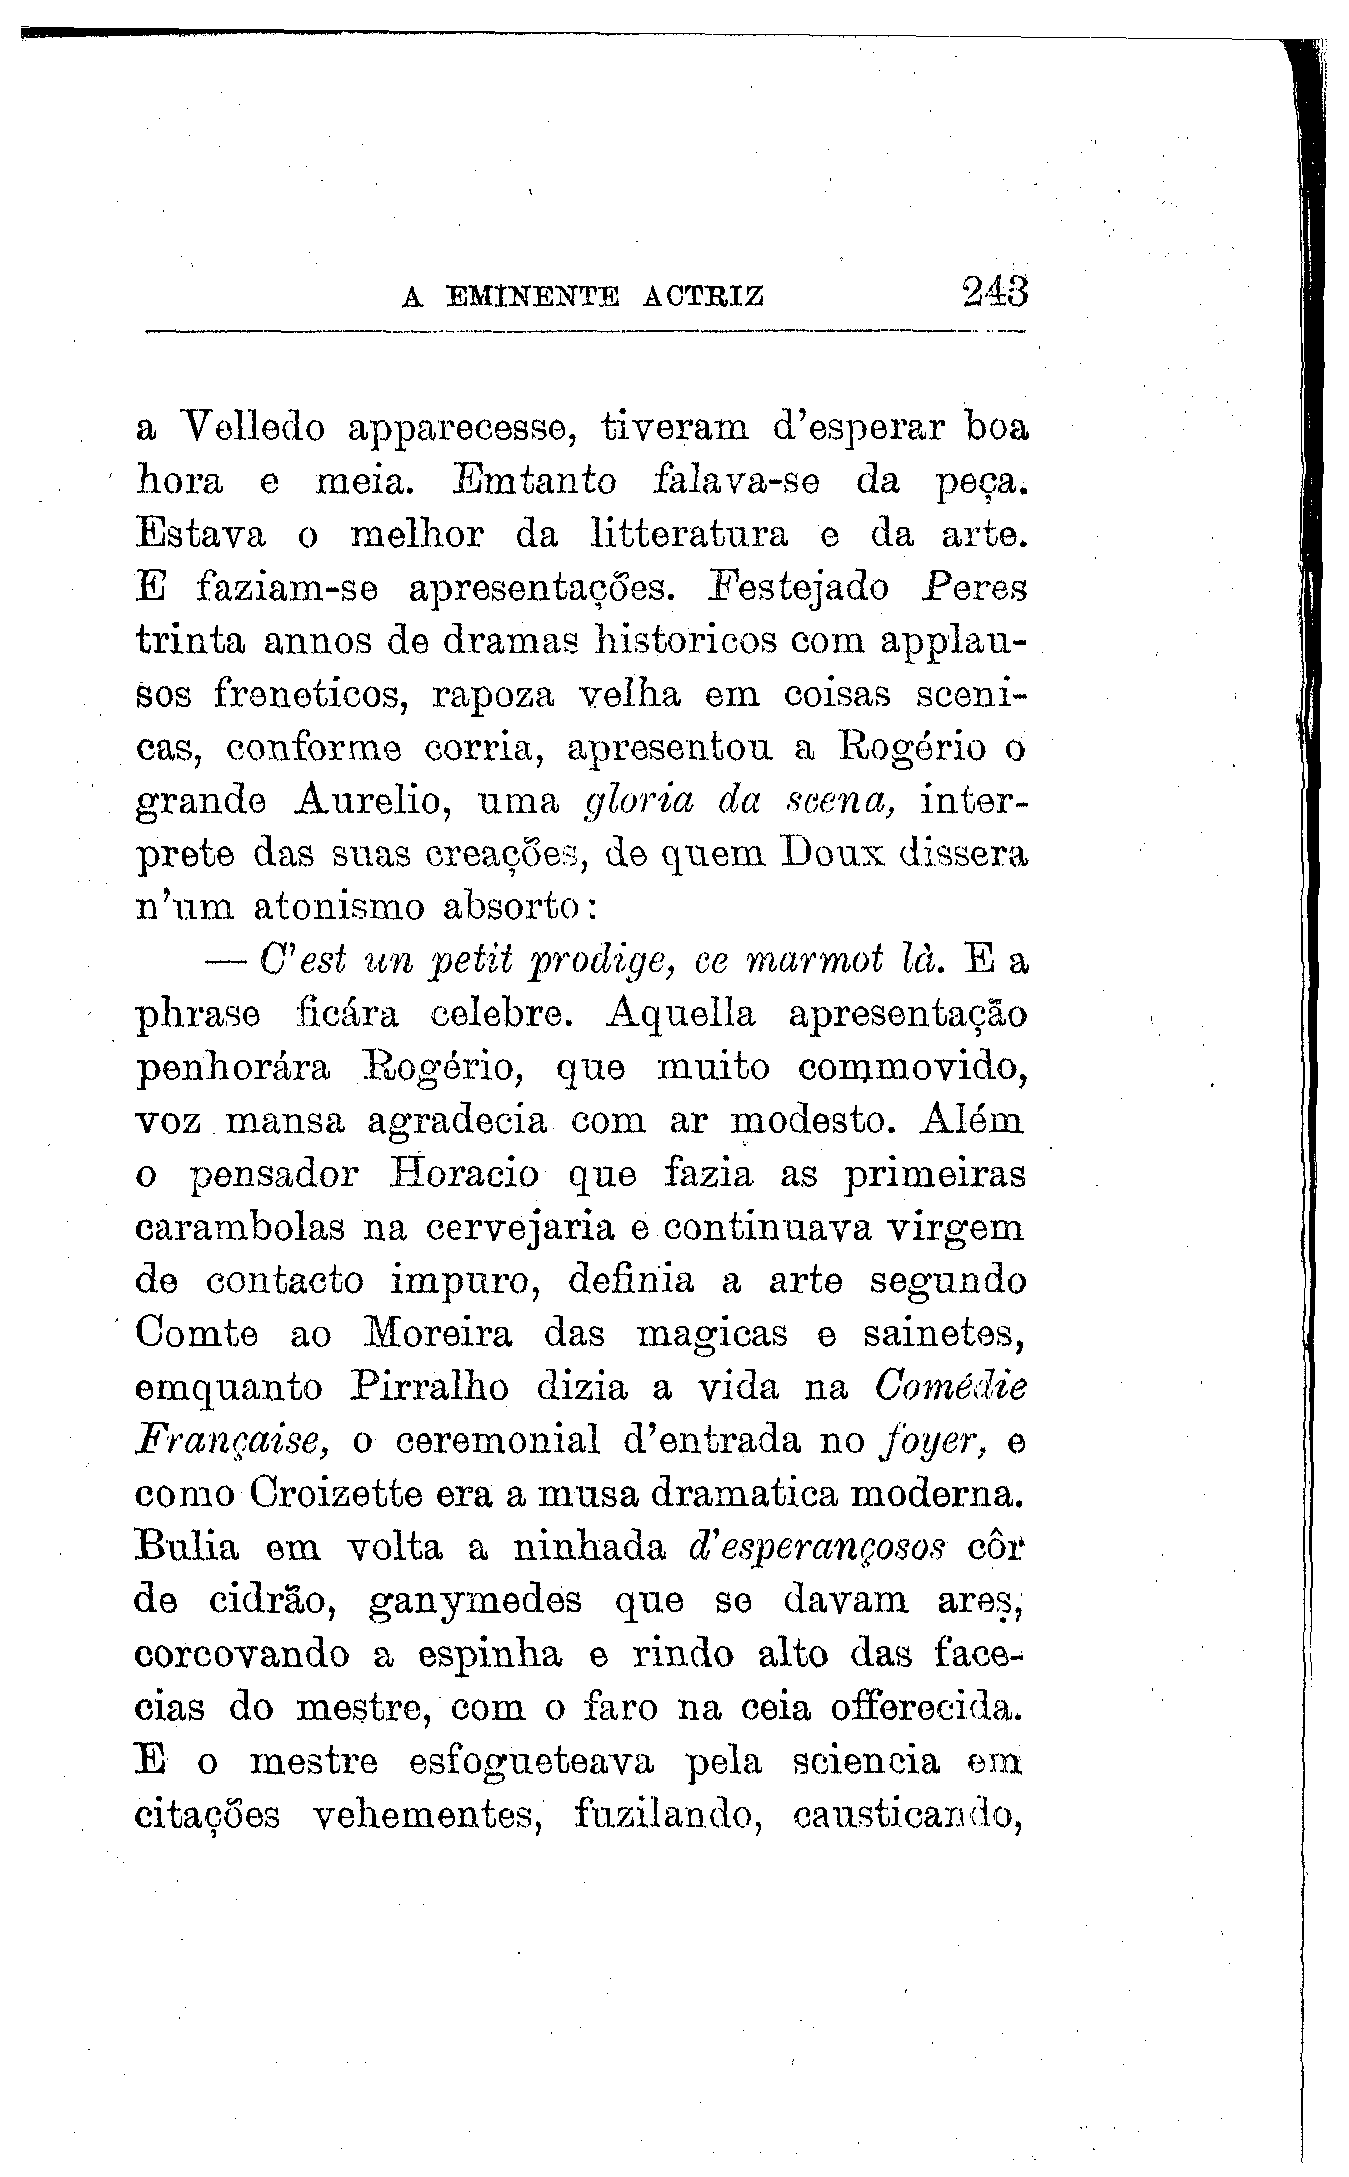 A EMINENTE ACTRIZ 243
a Velledo apparecesse, tiveram d'esperar boa
hora e meia. Emtanto falava-se da peça.
Estava o melhor da litteratura e da arte.
E faziam-se apresentações. Festejado Peres
trinta annos de dramas historicos com applau-
sos freneticos, rapoza velha em coisas sceni-
cas, conforme corria, apresentou a Rogério o
grande Aurelio, uma gloria da scena, inter-
prete das suas creações, de quem Doux dissera
n'um atonismo absorto:
— C'est un petit prodige, ce marmot là. E a
phrase ficára celebre. Aquella apresentação
penhorára Rogério, que muito commovido,
voz mansa agradecia com ar modesto. Além
o pensador Horacio que fazia as primeiras
carambolas na cervejaria e continuava virgem
de contacto impuro, definia a arte segundo
Comte ao Moreira das magicas e sainetes,
emquanto Pirralho dizia a vida na Comédie
Française, o ceremonial d'entrada no foyer, e
como Croizette era a musa dramatica moderna.
Bulia em volta a ninhada d'esperançosos côr
de cidrão, ganymedes que se davam ares,
corcovando a espinha e rindo alto das face-
cias do mestre, com o faro na ceia offerecida.
E o mestre esfogueteava pela sciencia em
citações vehementes, fuzilando, causticando,